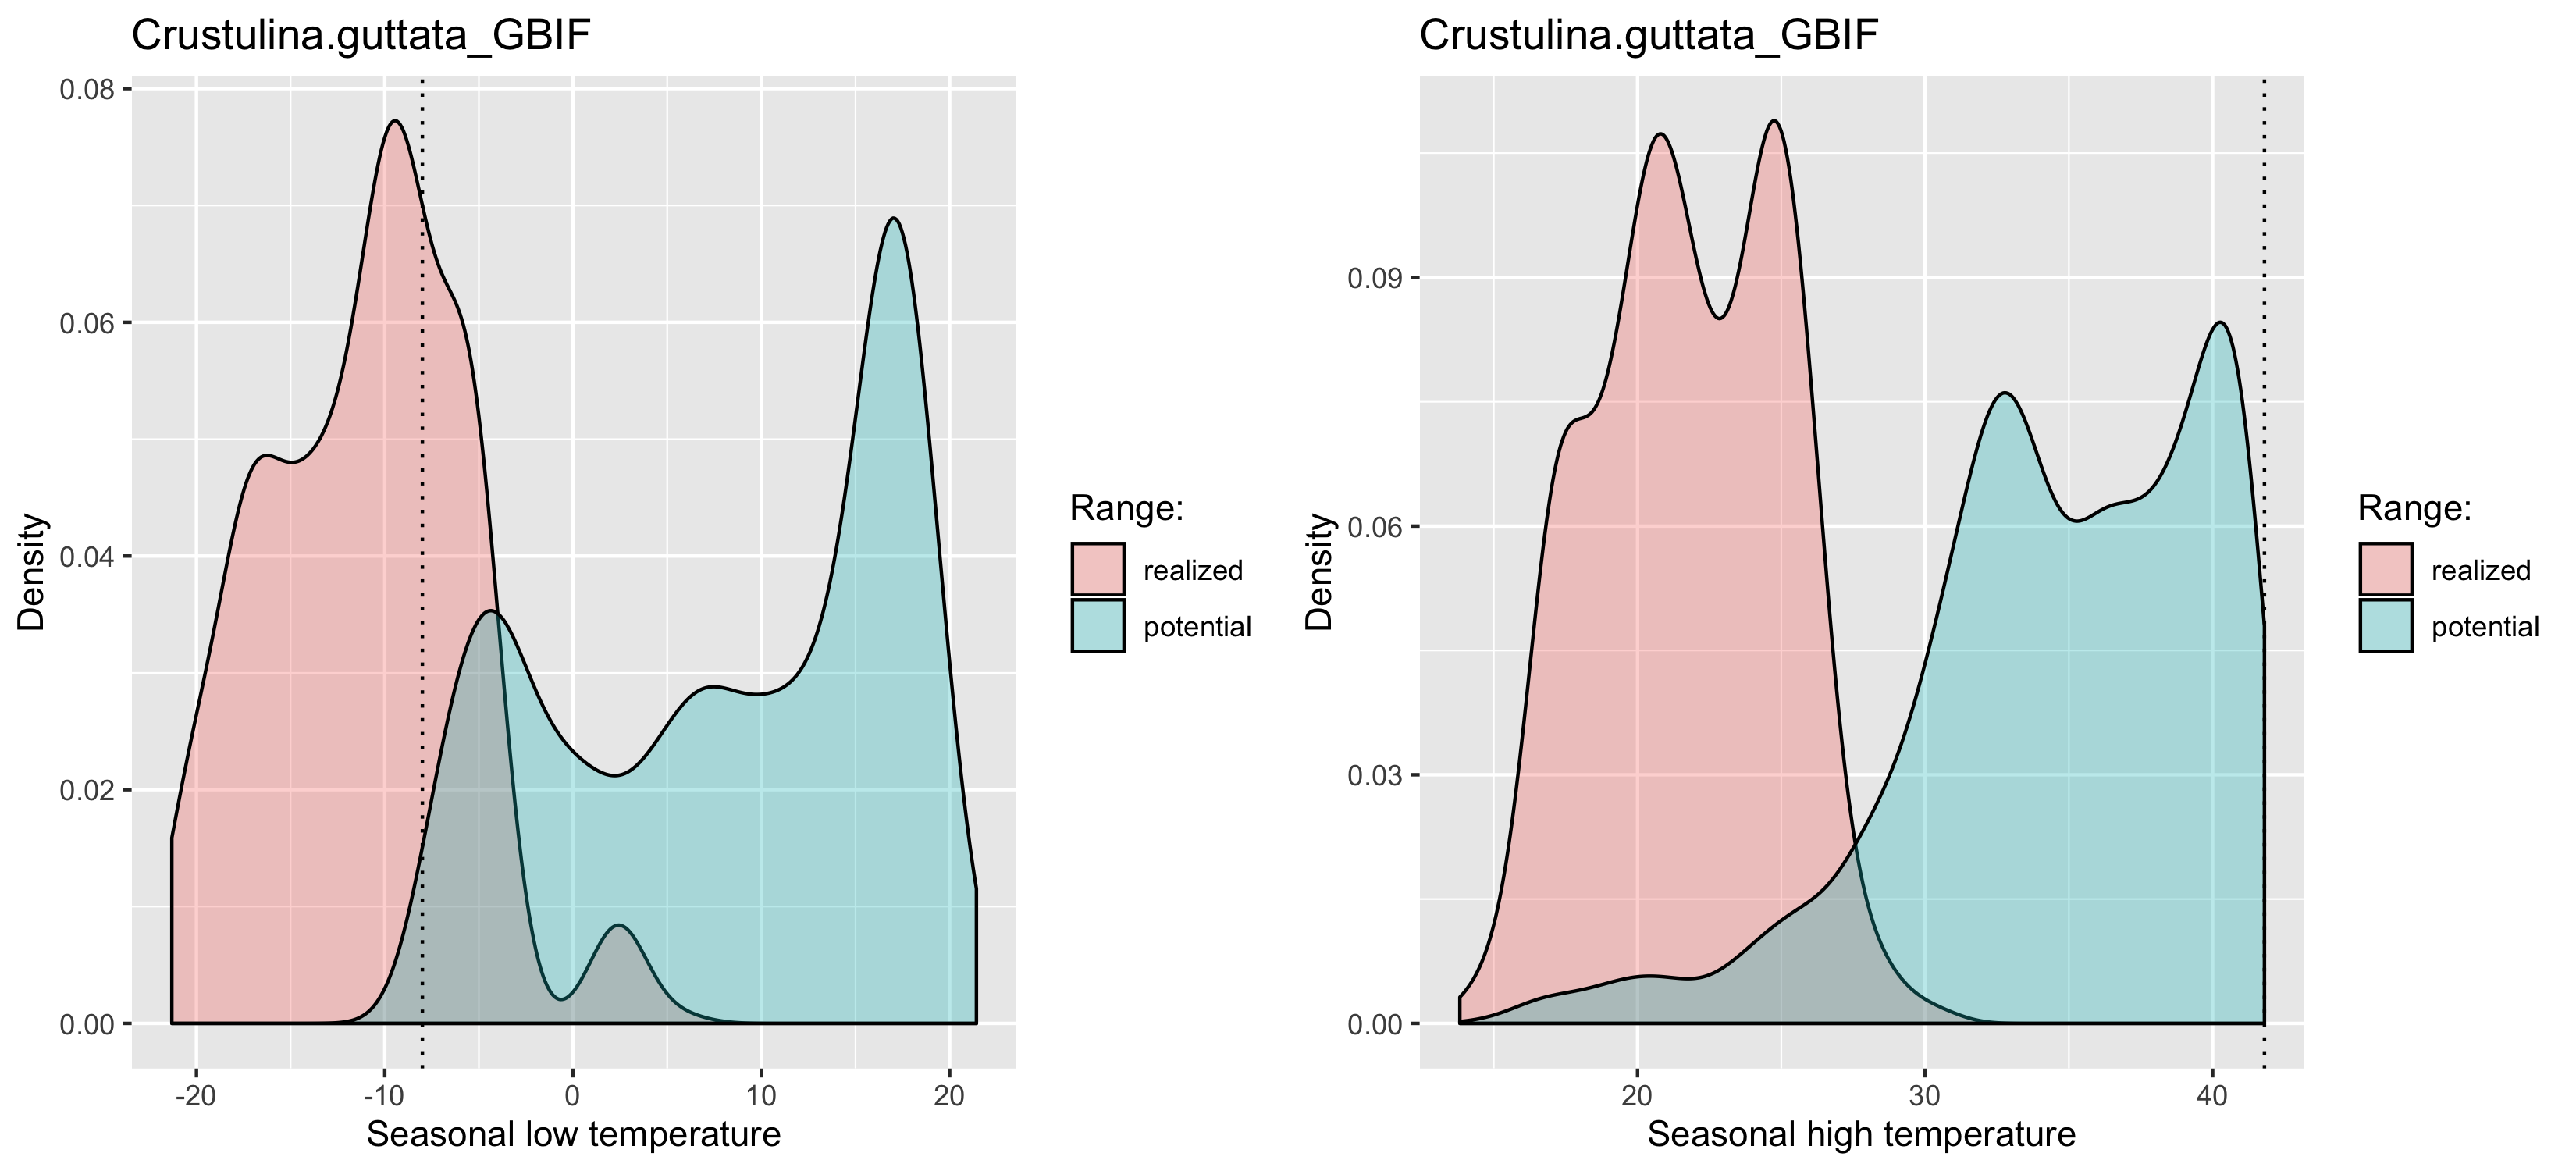 Crustulina.guttata_GBIF
0.08
0.06
0.04
0.02
0.00
Density
-20 -10 0 10 20
Seasonal low temperature
Range:
realized
potential
Crustulina.guttata_GBIF
0.09
0.06
0.03
0.00
Density
20 30 40
Seasonal high temperature
Range:
realized
potential